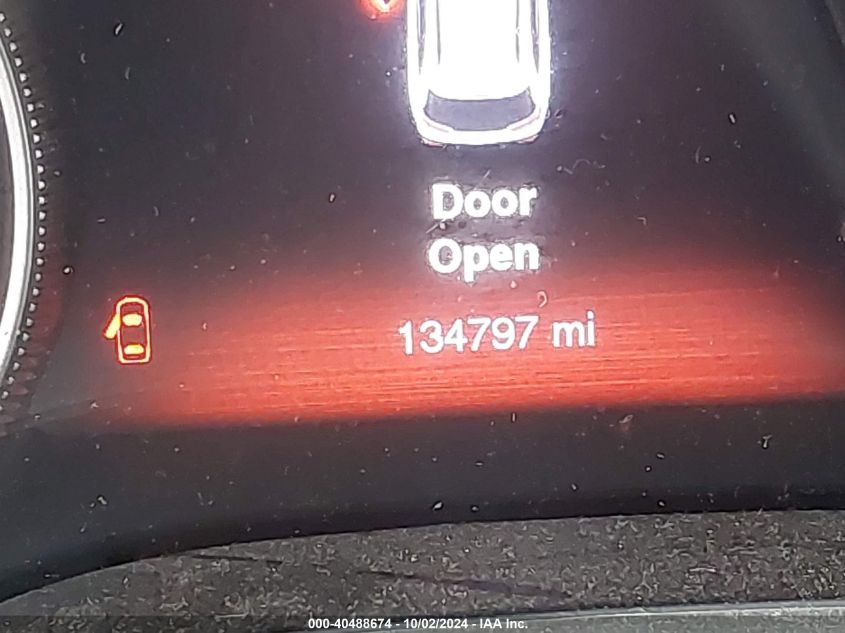 Door
Open
134797 mi
000-40488674 - 10/02/2024 - IAA Inc.